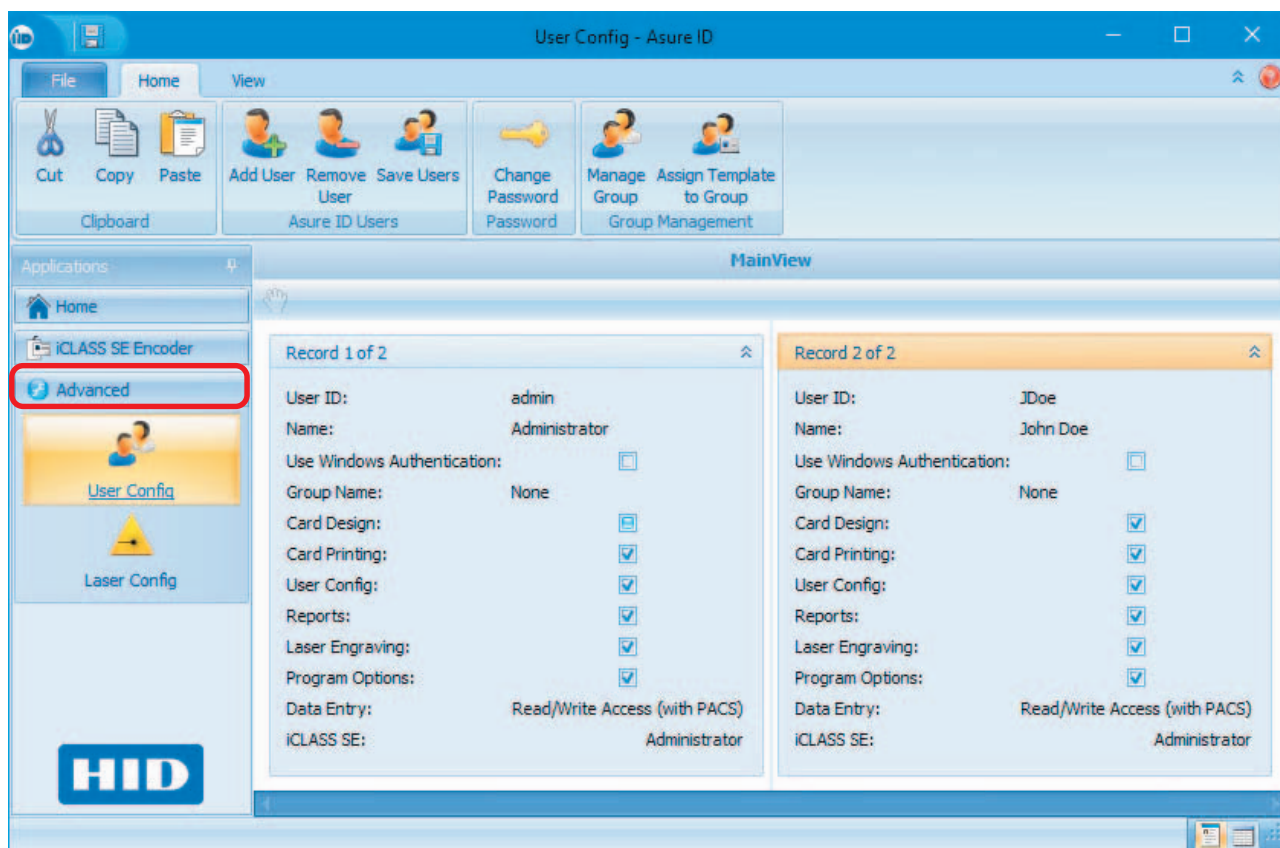 User Config - Asure ID
File Home View
Cut Copy Paste Add User Remove User Save Users Change Password Manage Group Assign Template to Group
Clipboard Asure ID Users Password Group Management
Applications
MainView
Home
iCLASS SE Encoder
Advanced
User Config
Laser Config
HID
Record 1 of 2
User ID: admin
Name: Administrator
Use Windows Authentication:
Group Name: None
Card Design:
Card Printing:
User Config:
Reports:
Laser Engraving:
Program Options:
Data Entry: Read/Write Access (with PACS)
iCLASS SE: Administrator
Record 2 of 2
User ID: JDoe
Name: John Doe
Use Windows Authentication:
Group Name: None
Card Design:
Card Printing:
User Config:
Reports:
Laser Engraving:
Program Options:
Data Entry: Read/Write Access (with PACS)
iCLASS SE: Administrator